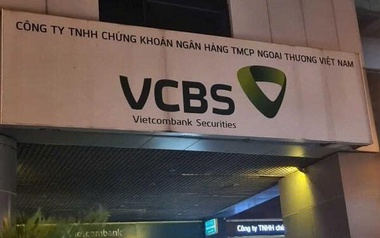 CÔNG TY TNHH CHỨNG KHOÁN NGÂN HÀNG TMCP NGOẠI THƯƠNG VIỆT NAM
VCBS
Vietcombank Securities
Công ty TNHH